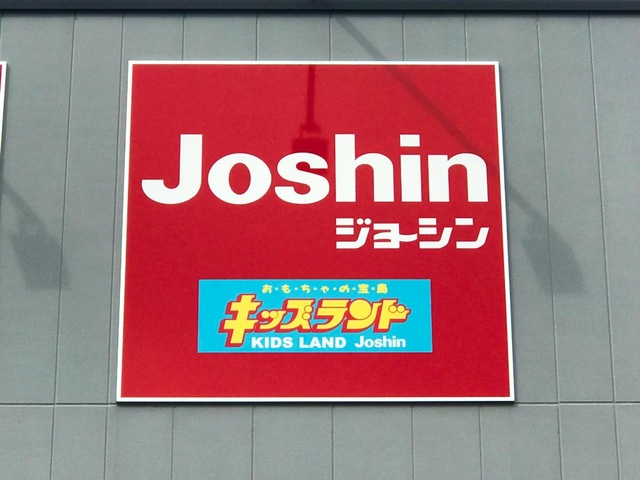 Joshin
ジョーシン
お・も・ちゃ・の・宝・島
キッズランド
KIDS LAND Joshin